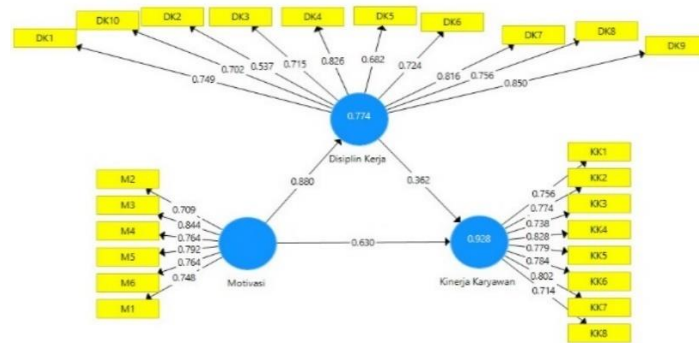 DK1
DK10
DK2
DK3
DK4
DK5
DK6
DK7
DK8
DK9
0.749
0.702
0.537
0.715
0.826
0.682
0.724
0.816
0.756
0.850
0.774
Disiplin Kerja
0.880
0.362
0.630
M2
M3
M4
M5
M6
M1
0.709
0.844
0.764
0.792
0.764
0.748
Motivasi
0.928
Kinerja Karyawan
0.756
0.774
0.738
0.828
0.779
0.784
0.802
0.714
KK1
KK2
KK3
KK4
KK5
KK6
KK7
KK8